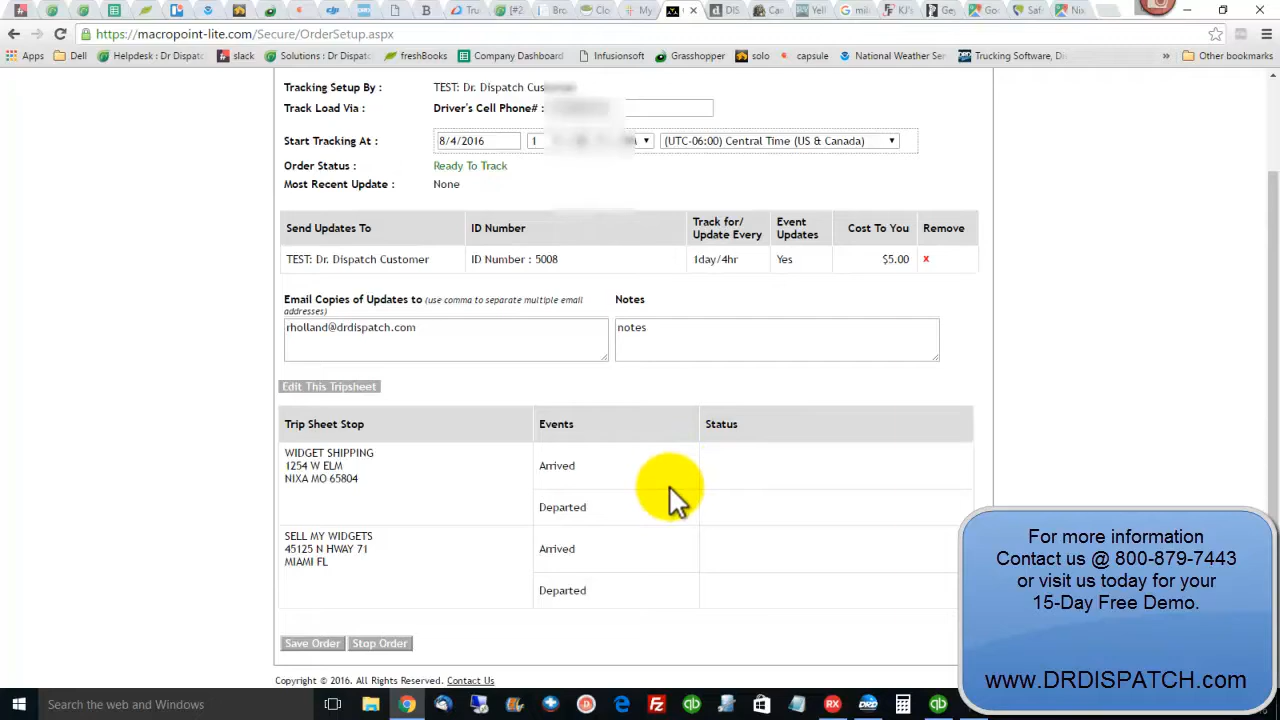 https://macropoint-lite.com/Secure/OrderSetup.aspx
Apps Dell Helpdesk : Dr Dispatc slack Solutions : Dr Dispatc freshBooks Company Dashboard Infusionsoft Grasshopper solo capsule National Weather Serv Trucking Software, Di » Other bookmarks
Tracking Setup By : TEST: Dr. Dispatch
Track Load Via : Driver's Cell Phone# :
Start Tracking At : 8/4/2016 1 (UTC-06:00) Central Time (US & Canada)
Order Status : Ready To Track
Most Recent Update : None
Send Updates To ID Number Track for/ Update Every Event Updates Cost To You Remove
TEST: Dr. Dispatch Customer ID Number : 5008 1day/4hr Yes $5.00 x
Email Copies of Updates to (use comma to separate multiple email addresses) Notes
rholland@drdispatch.com notes
Edit This Tripsheet
Trip Sheet Stop Events Status
WIDGET SHIPPING
1254 W ELM Arrived
NIXA MO 65804
Departed
SELL MY WIDGETS
45125 N HWAY 71 Arrived
MIAMI FL
Departed
Save Order Stop Order
Copyright © 2016. All Rights Reserved. Contact Us
For more information
Contact us @ 800-879-7443
or visit us today for your
15-Day Free Demo.
www.DRDISPATCH.com
Search the web and Windows